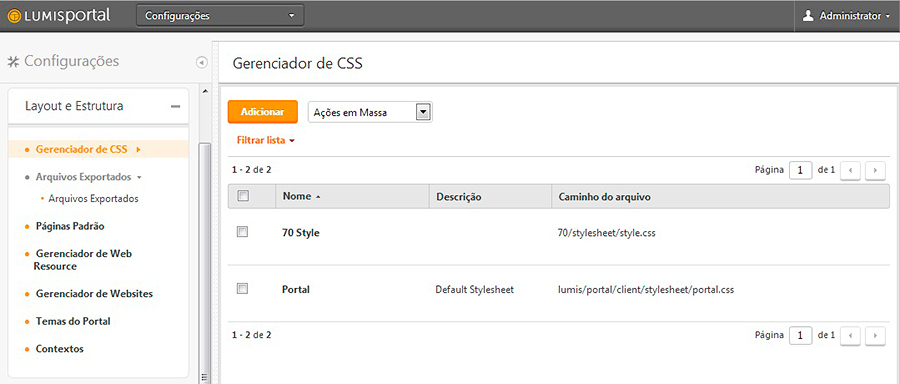 LUMISportal
Configurações
Administrator
Configurações
Gerenciador de CSS
Layout e Estrutura
Adicionar
Ações em Massa
Filtrar lista
Gerenciador de CSS
Arquivos Exportados
Arquivos Exportados
Páginas Padrão
Gerenciador de Web
Resource
Gerenciador de Websites
Temas do Portal
Contextos
1 - 2 de 2
Página 1 de 1
Nome Descrição Caminho do arquivo
70 Style 70/stylesheet/style.css
Portal Default Stylesheet lumis/portal/client/stylesheet/portal.css
1 - 2 de 2
Página 1 de 1